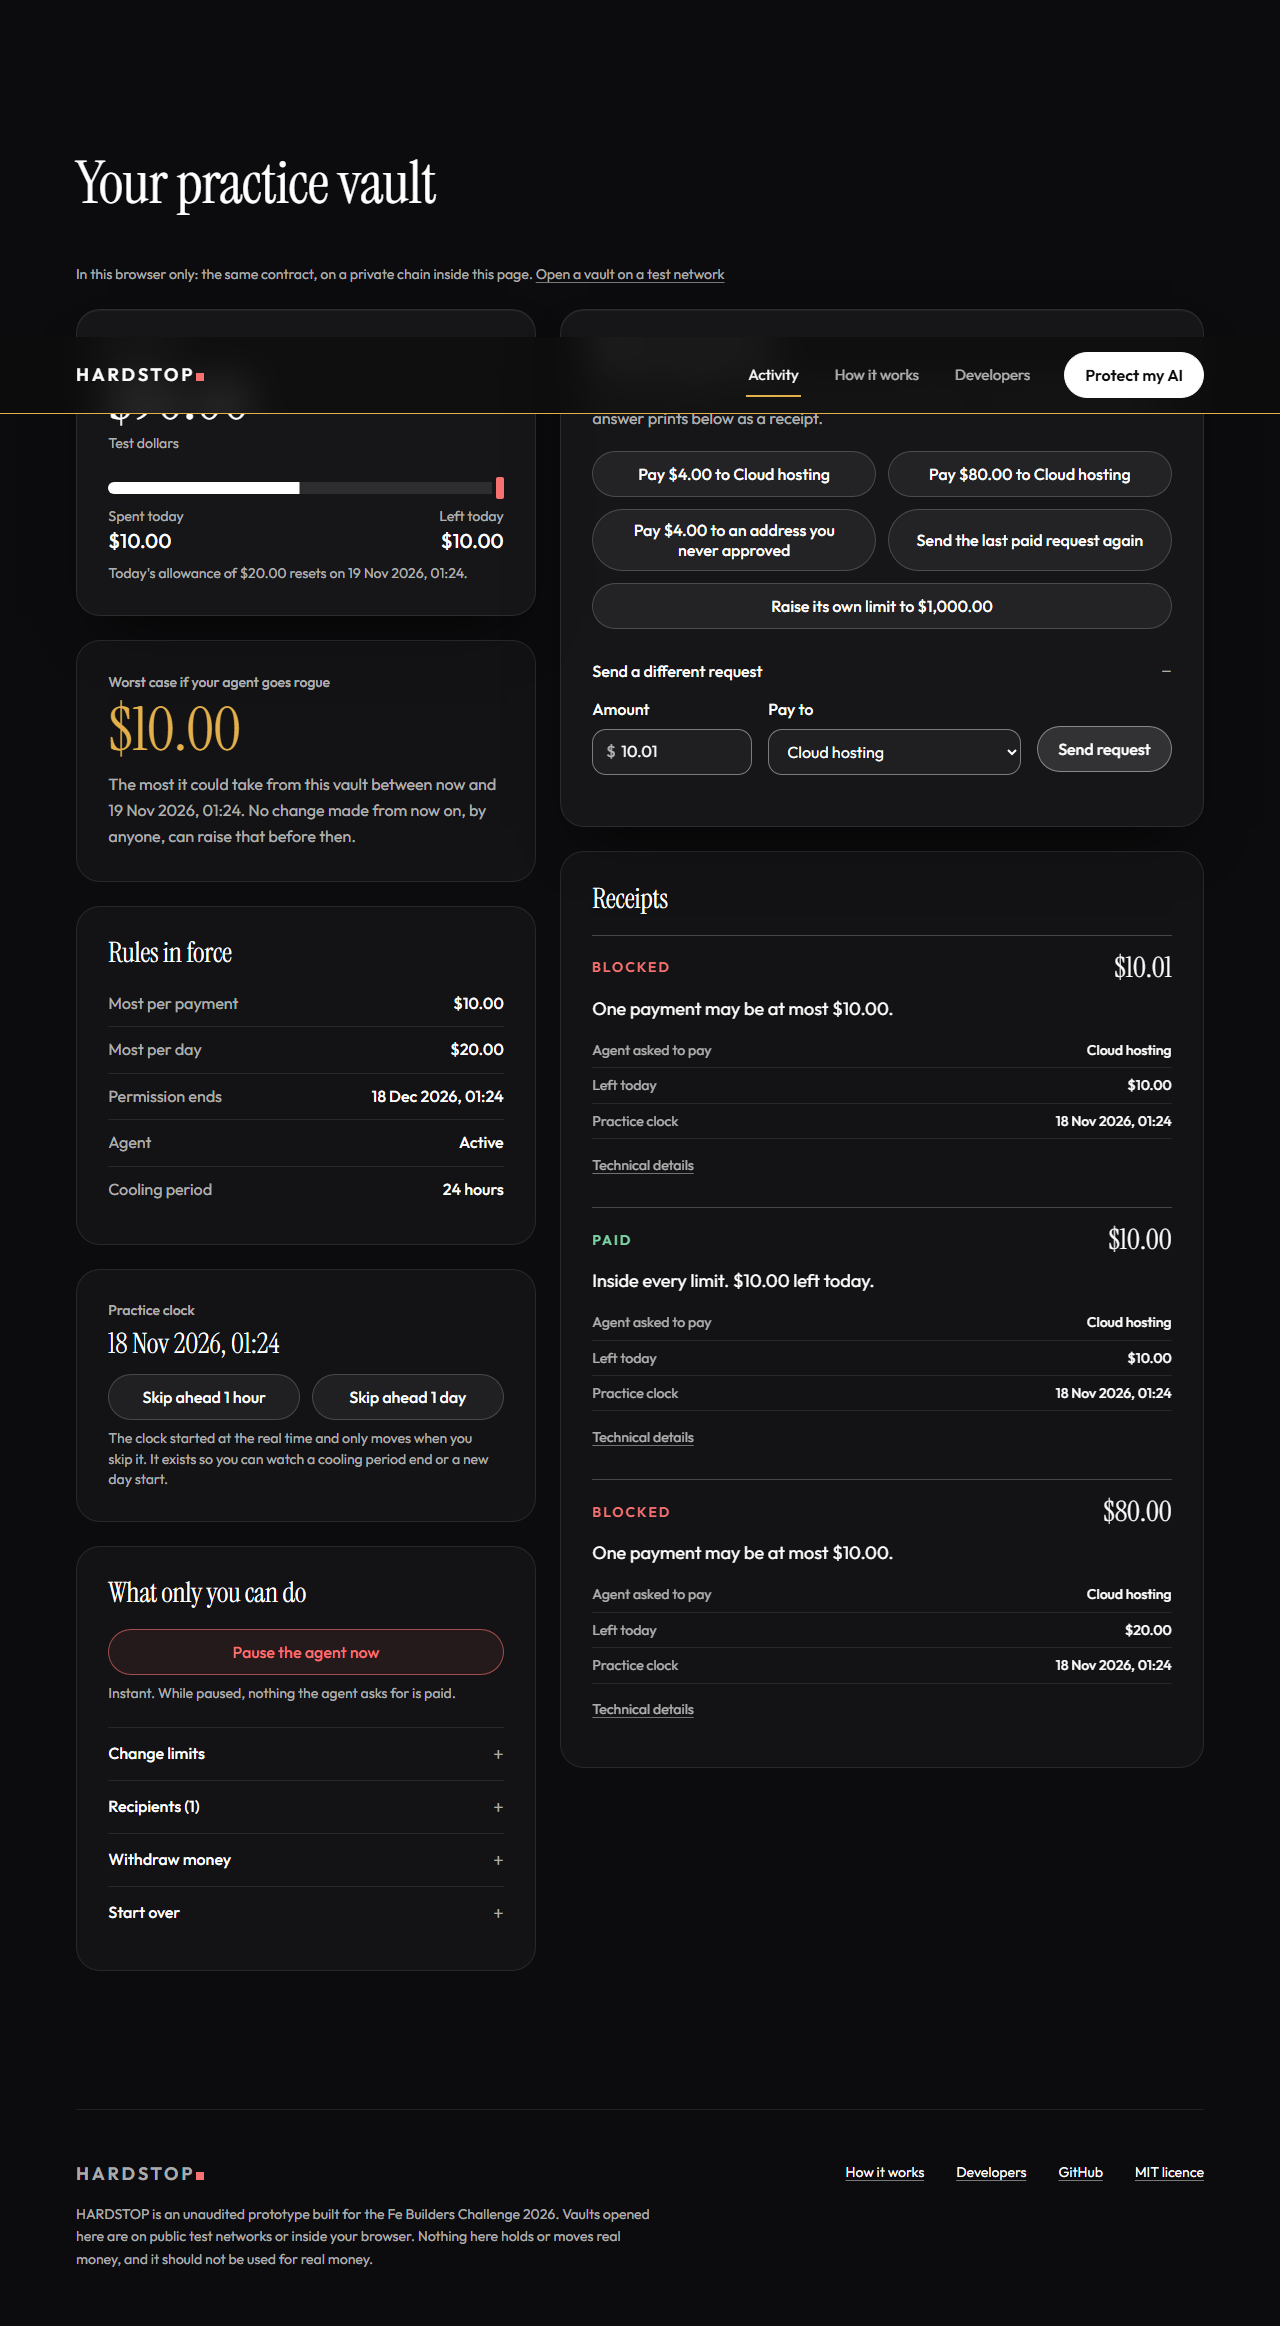 Your practice vault
In this browser only: the same contract, on a private chain inside this page. Open a vault on a test network
HARDSTOP
Activity
How it works
Developers
Protect my AI
Test dollars
Spent today
Left today
$10.00
$10.00
Today's allowance of $20.00 resets on 19 Nov 2026, 01:24.
Worst case if your agent goes rogue
$10.00
The most it could take from this vault between now and
19 Nov 2026, 01:24. No change made from now on, by
anyone, can raise that before then.
Rules in force
Most per payment $10.00
Most per day $20.00
Permission ends 18 Dec 2026, 01:24
Agent Active
Cooling period 24 hours
Practice clock
18 Nov 2026, 01:24
Skip ahead 1 hour
Skip ahead 1 day
The clock started at the real time and only moves when you
skip it. It exists so you can watch a cooling period end or a new
day start.
What only you can do
Pause the agent now
Instant. While paused, nothing the agent asks for is paid.
Change limits +
Recipients (1) +
Withdraw money +
Start over +
answer prints below as a receipt.
Pay $4.00 to Cloud hosting
Pay $80.00 to Cloud hosting
Pay $4.00 to an address you
never approved
Send the last paid request again
Raise its own limit to $1,000.00
Send a different request −
Amount
Pay to
$ 10.01
Cloud hosting
Send request
Receipts
BLOCKED $10.01
One payment may be at most $10.00.
Agent asked to pay Cloud hosting
Left today $10.00
Practice clock 18 Nov 2026, 01:24
Technical details
PAID $10.00
Inside every limit. $10.00 left today.
Agent asked to pay Cloud hosting
Left today $10.00
Practice clock 18 Nov 2026, 01:24
Technical details
BLOCKED $80.00
One payment may be at most $10.00.
Agent asked to pay Cloud hosting
Left today $20.00
Practice clock 18 Nov 2026, 01:24
Technical details
HARDSTOP
How it works
Developers
GitHub
MIT licence
HARDSTOP is an unaudited prototype built for the Fe Builders Challenge 2026. Vaults opened
here are on public test networks or inside your browser. Nothing here holds or moves real
money, and it should not be used for real money.